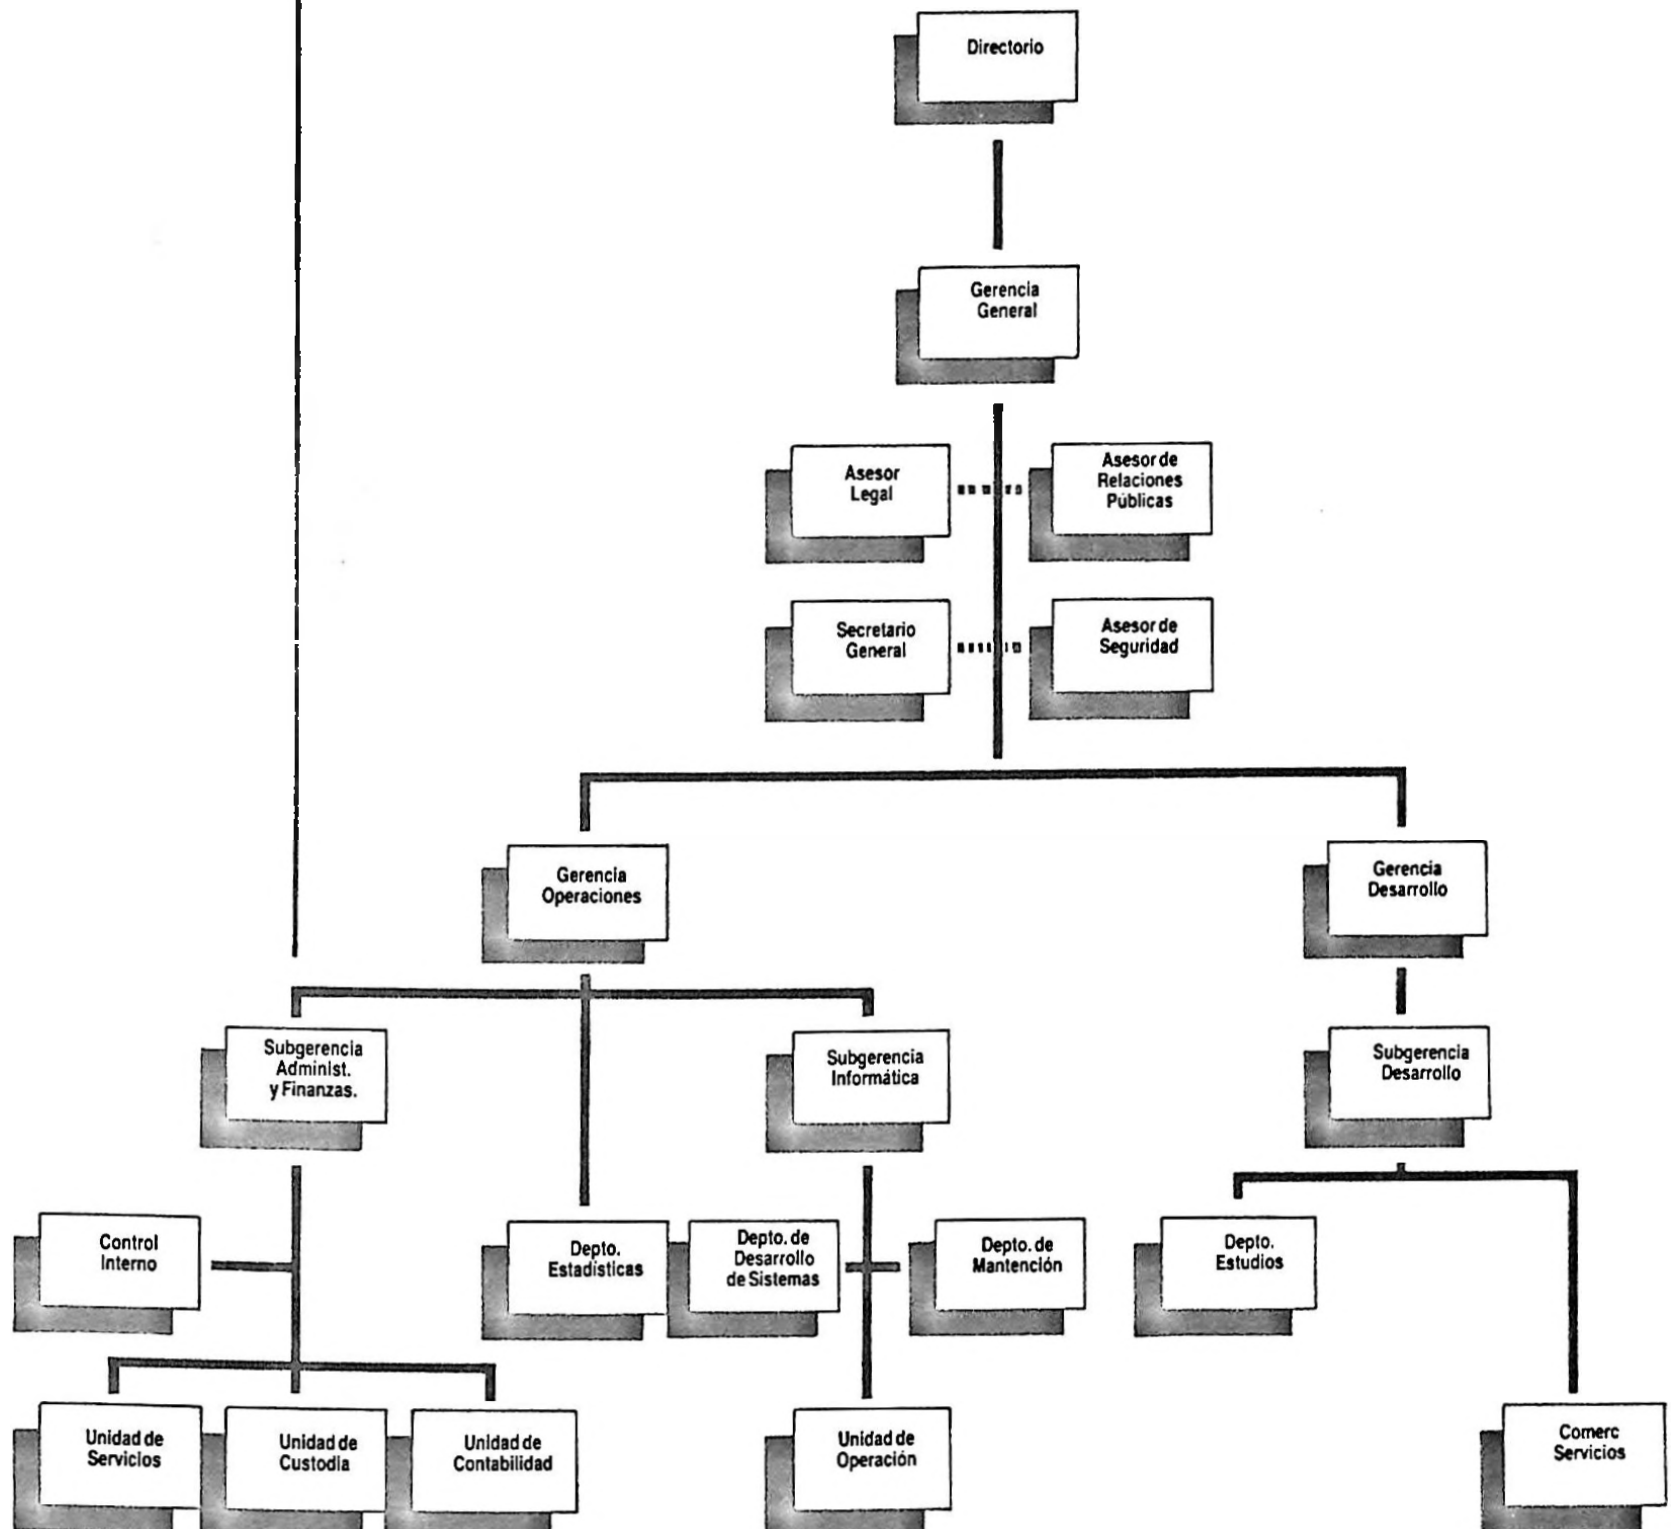 Directorio
Gerencia
General
Asesor
Legal
Asesor de
Relaciones
Públicas
Secretario
General
Asesor de
Seguridad
Gerencia
Operaciones
Gerencia
Desarrollo
Subgerencia
Administ.
y Finanzas.
Subgerencia
Informática
Subgerencia
Desarrollo
Control
Interno
Depto.
Estadísticas
Depto. de
Desarrollo
de Sistemas
Depto. de
Mantención
Depto.
Estudios
Unidad de
Servicios
Unidad de
Custodia
Unidad de
Contabilidad
Unidad de
Operación
Comerc
Servicios